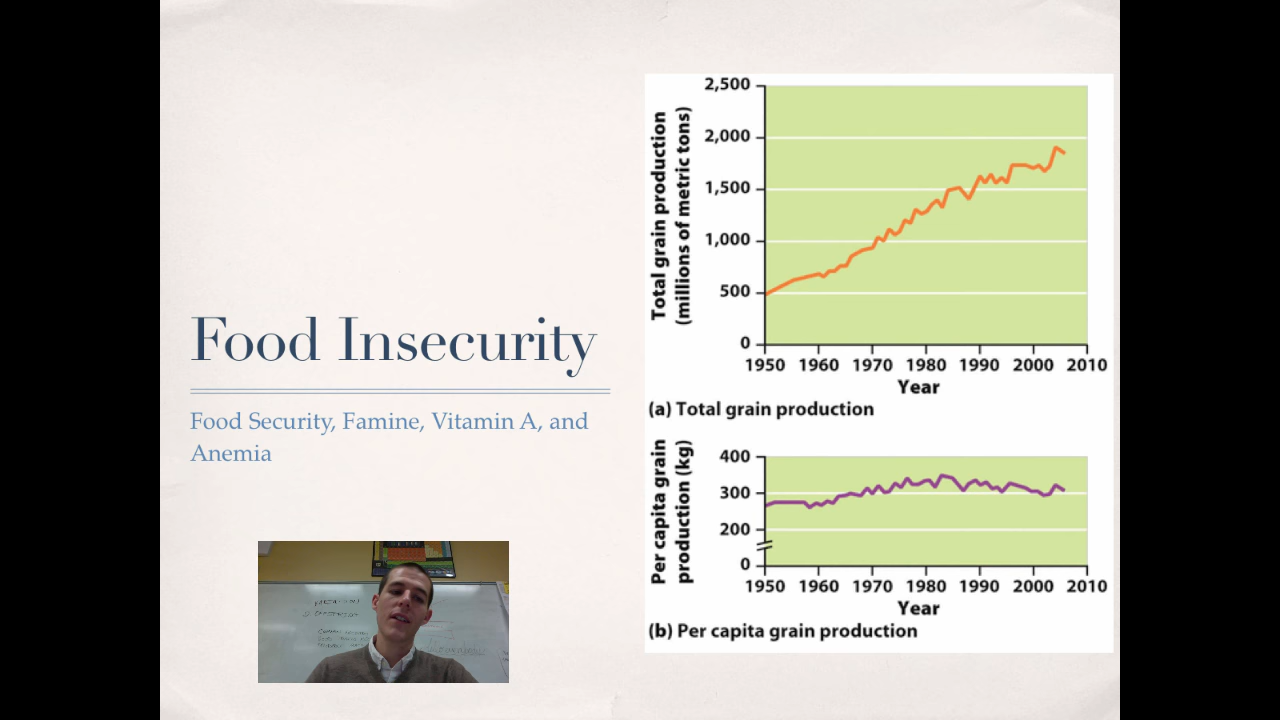 Food Insecurity
Food Security, Famine, Vitamin A, and
Anemia
Total grain production
(millions of metric tons)
2,500
2,000
1,500
1,000
500
0
1950 1960 1970 1980 1990 2000 2010
Year
(a) Total grain production
Per capita grain
production (kg)
400
300
200
0
1950 1960 1970 1980 1990 2000 2010
Year
(b) Per capita grain production